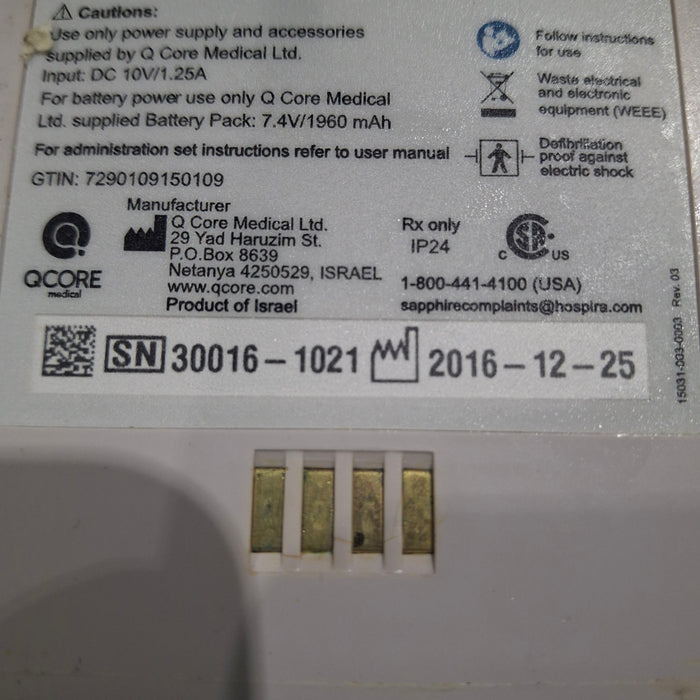 Cautions:
Use only power supply and accessories
supplied by Q Core Medical Ltd.
Input: DC 10V/1.25A
For battery power use only Q Core Medical
Ltd. supplied Battery Pack: 7.4V/1960 mAh
For administration set instructions refer to user manual
GTIN: 7290109150109
Follow instructions
for use
Waste electrical
and electronic
equipment (WEEE)
Defibrillation
proof against
electric shock
QCORE
medical
Manufacturer
Q Core Medical Ltd.
29 Yad Haruzim St.
P.O.Box 8639
Netanya 4250529, ISRAEL
www.qcore.com
Product of Israel
Rx only
IP24
C SA US
1-800-441-4100 (USA)
sapphirecomplaints@hospira.com
SN 30016-1021 2016-12-25
15031-003-0003 Rev. 03